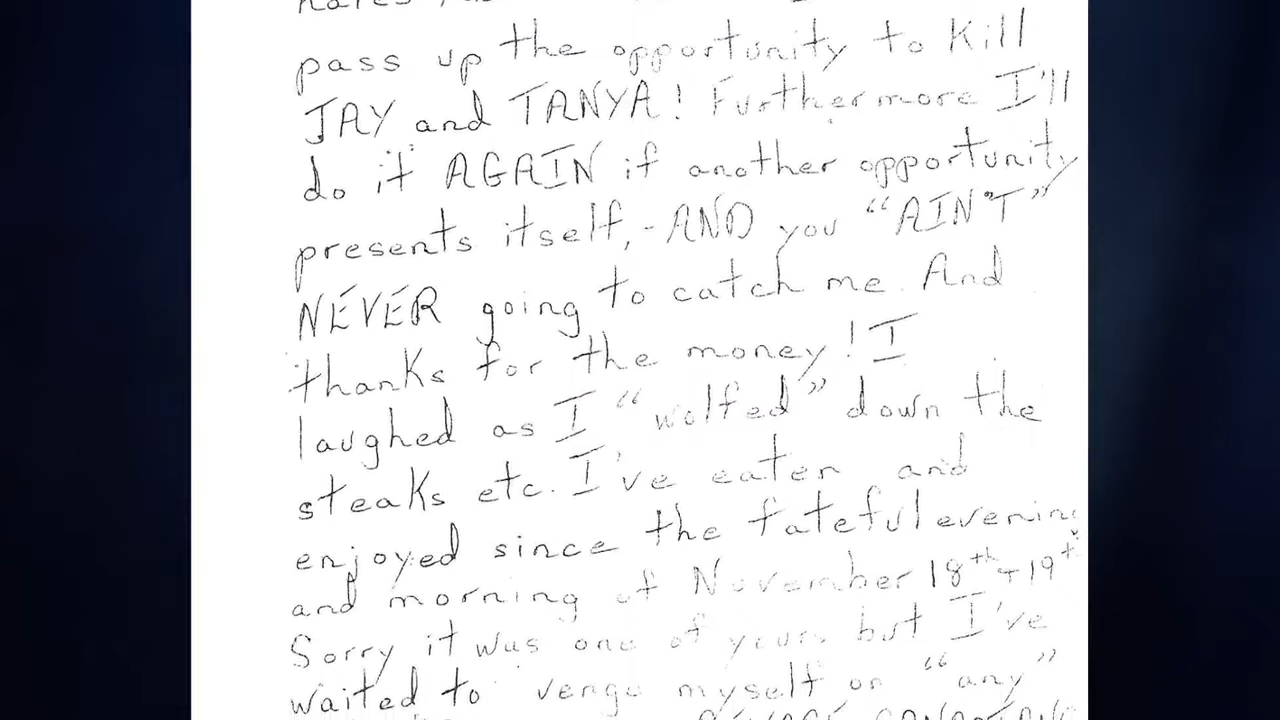 pass up the opportunity to Kill
JAY and TANYA! Furthermore I'll
do it AGAIN if another opportunity
presents itself,-AND you “AIN'T”
NEVER going to catch me. And
thanks for the money! I
laughed as I “wolfed” down the
steaks etc. I've eaten and
enjoyed since the fateful evening
and morning of November 18th + 19th
Sorry it was one of yours but I've
waited to venge myself on “any”